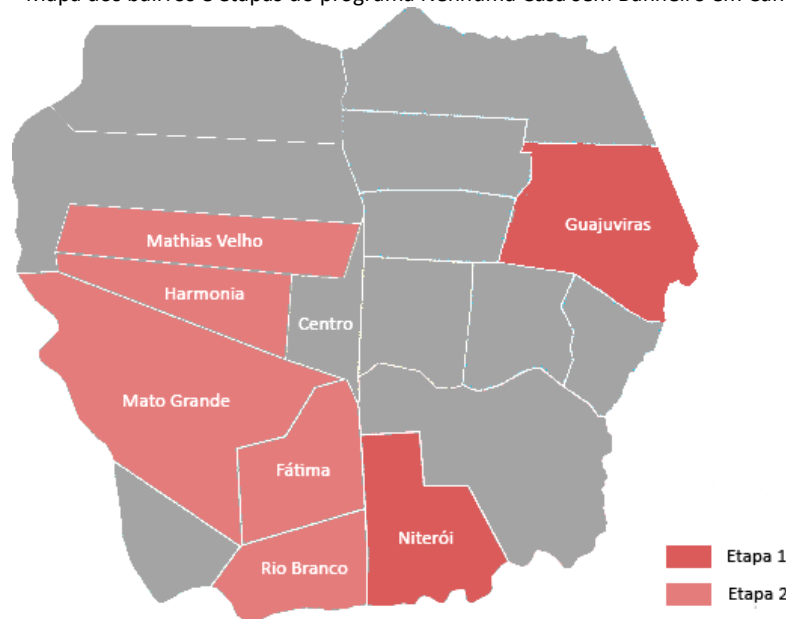 Mapa dos bairros e etapas do programa Nenhuma Casa Sem Banheiro em
Guajuviras
Mathias Velho
Harmonia
Centro
Mato Grande
Fátima
Niterói
Rio Branco
Etapa 1
Etapa 2